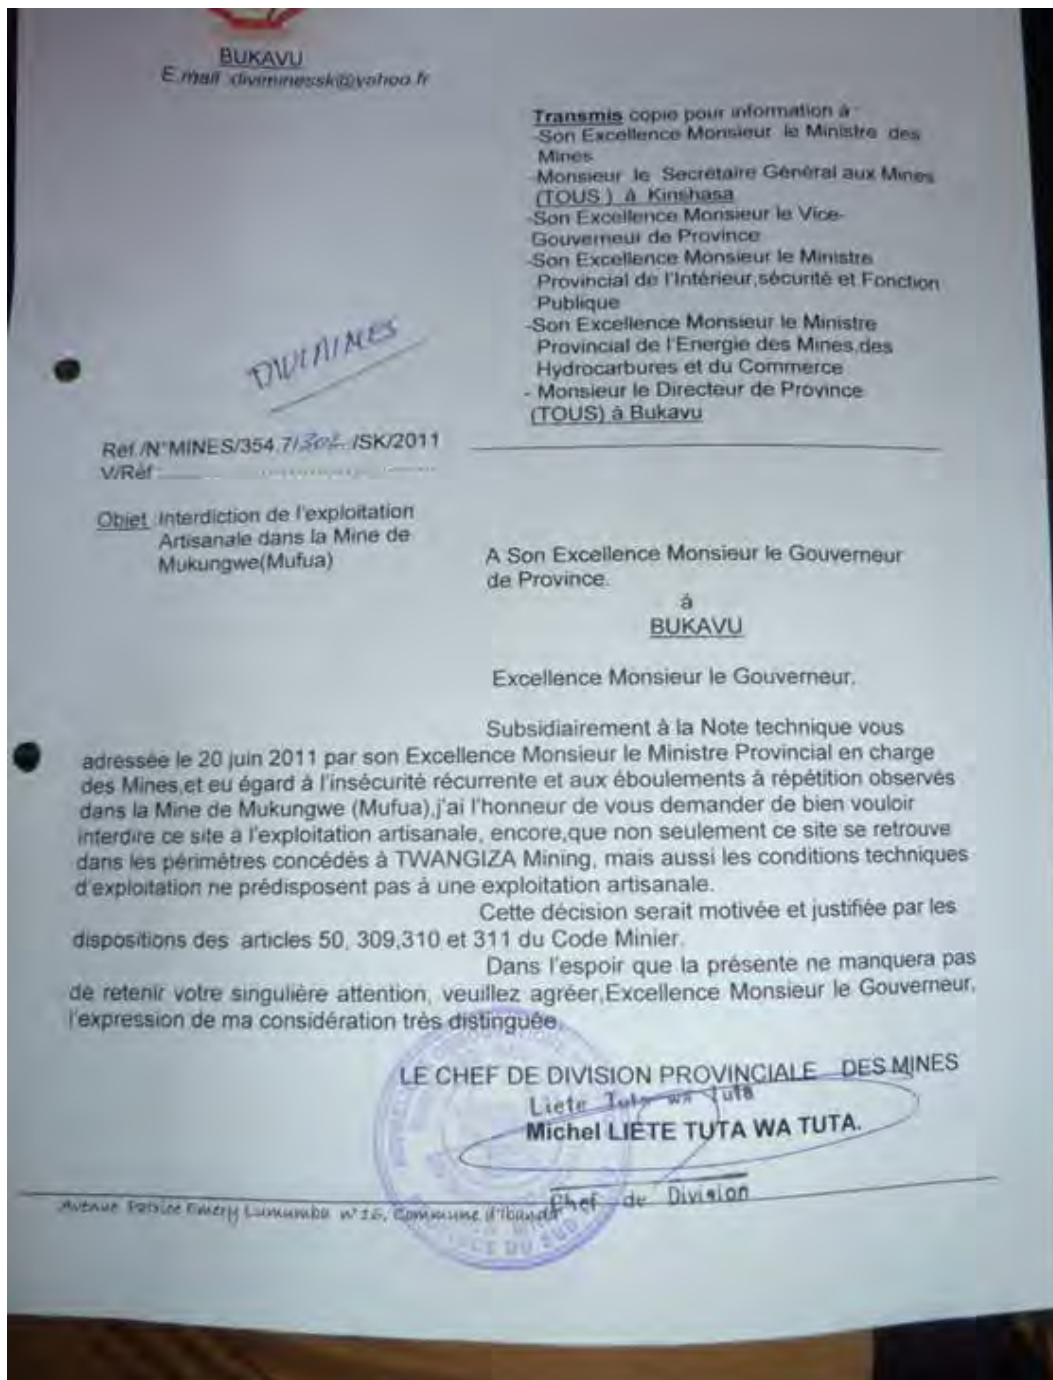 BUKAVU
E.mail diviminessk@yahoo.fr
Transmis copie pour information à :
-Son Excellence Monsieur le Ministre des
Mines
-Monsieur le Secrétaire Général aux Mines
(TOUS ) à Kinshasa
-Son Excellence Monsieur le Vice-
Gouverneur de Province
-Son Excellence Monsieur le Ministre
Provincial de l'Intérieur,sécurité et Fonction
Publique
-Son Excellence Monsieur le Ministre
Provincial de l'Energie des Mines,des
Hydrocarbures et du Commerce
- Monsieur le Directeur de Province
(TOUS) à Bukavu
DIVIMINES
Réf./N°MINES/354.7/302/SK/2011
V/Réf
Objet :Interdiction de l'exploitation
Artisanale dans la Mine de
Mukungwe(Mufua)
A Son Excellence Monsieur le Gouverneur
de Province.
à
BUKAVU
Excellence Monsieur le Gouverneur,
Subsidiairement à la Note technique vous
adressée le 20 juin 2011 par son Excellence Monsieur le Ministre Provincial en charge
des Mines,et eu égard à l'insécurité récurrente et aux éboulements à répétition observés
dans la Mine de Mukungwe (Mufua),j'ai l'honneur de vous demander de bien vouloir
interdire ce site à l'exploitation artisanale, encore,que non seulement ce site se retrouve
dans les périmètres concédés à TWANGIZA Mining, mais aussi les conditions techniques
d'exploitation ne prédisposent pas à une exploitation artisanale.
Cette décision serait motivée et justifiée par les
dispositions des articles 50, 309,310 et 311 du Code Minier.
Dans l'espoir que la présente ne manquera pas
de retenir votre singulière attention, veuillez agréer,Excellence Monsieur le Gouverneur,
l'expression de ma considération très distinguée.
LE CHEF DE DIVISION PROVINCIALE DES MINES
Liete Tuta wa Tuta
Michel LIETE TUTA WA TUTA.
Chef de Division
Avenue Patrice Emery Lumumba n°16, Commune d'Ibanda
DU SUD